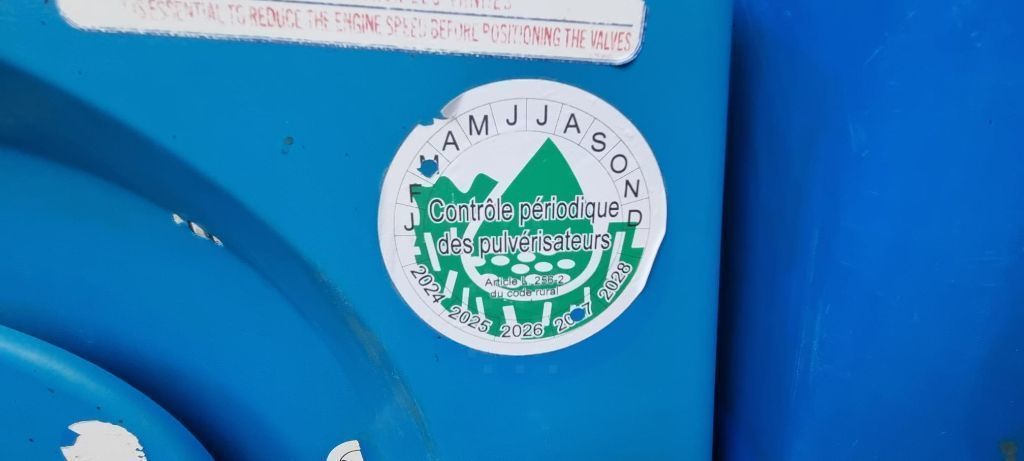 IS ESSENTIAL TO REDUCE THE ENGINE SPEED BEFORE POSITIONING THE VALVES
J F M A M J J A S O N D
Contrôle périodique
des pulvérisateurs
Article L. 256-2
du code rural
2024 2025 2026 2027 2028